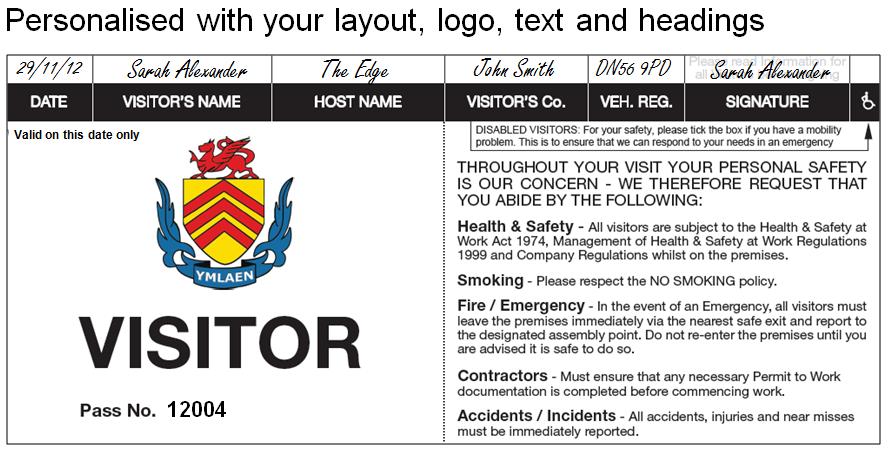 Personalised with your layout, logo, text and headings
29/11/12 Sarah Alexander The Edge John Smith DN56 9PD Sarah Alexander
Please read Information for
all
DATE VISITOR'S NAME HOST NAME VISITOR'S Co. VEH. REG. SIGNATURE
Valid on this date only
YMLAEN
VISITOR
Pass No. 12004
DISABLED VISITORS: For your safety, please tick the box if you have a mobility
problem. This is to ensure that we can respond to your needs in an emergency
THROUGHOUT YOUR VISIT YOUR PERSONAL SAFETY
IS OUR CONCERN - WE THEREFORE REQUEST THAT
YOU ABIDE BY THE FOLLOWING:
Health & Safety - All visitors are subject to the Health & Safety at
Work Act 1974, Management of Health & Safety at Work Regulations
1999 and Company Regulations whilst on the premises.
Smoking - Please respect the NO SMOKING policy.
Fire / Emergency - In the event of an Emergency, all visitors must
leave the premises immediately via the nearest safe exit and report to
the designated assembly point. Do not re-enter the premises until you
are advised it is safe to do so.
Contractors - Must ensure that any necessary Permit to Work
documentation is completed before commencing work.
Accidents / Incidents - All accidents, injuries and near misses
must be immediately reported.